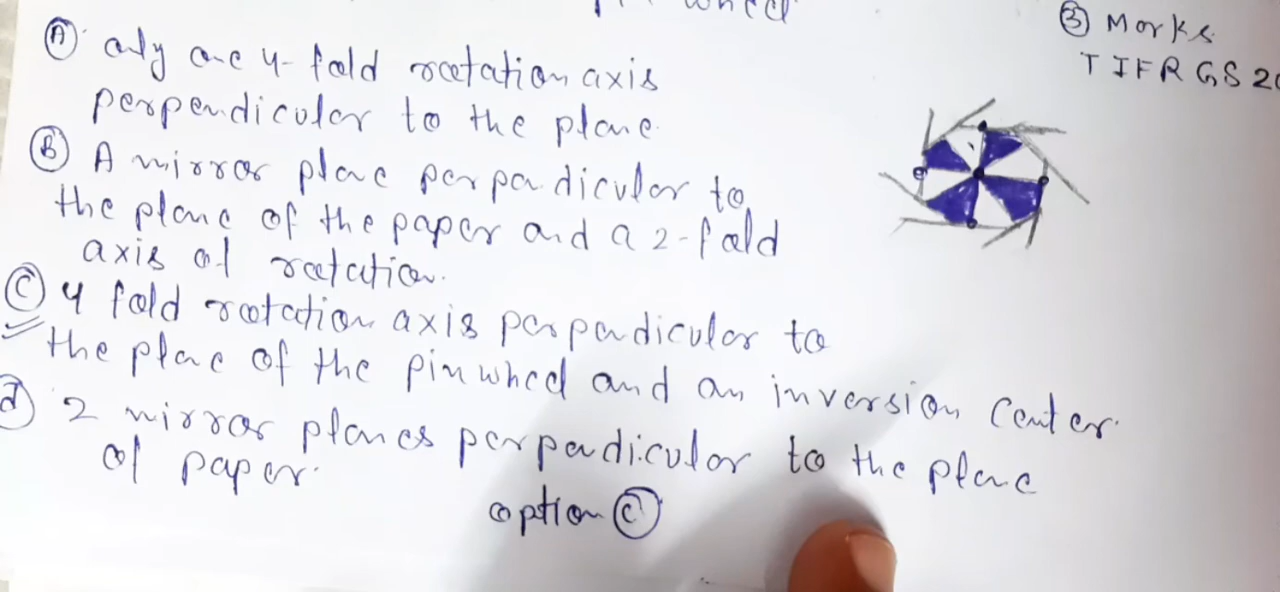 wheel
③ Marks
TIFR GS 20
Ⓐ only one 4-fold rotation axis
perpendicular to the plane.
Ⓑ A mirror plane perpendicular to
the plane of the paper and a 2-fold
axis of rotation.
Ⓒ 4 fold rotation axis perpendicular to
the plane of the pinwheel and an inversion center.
ⓓ 2 mirror planes perpendicular to the plane
of paper.
option Ⓒ